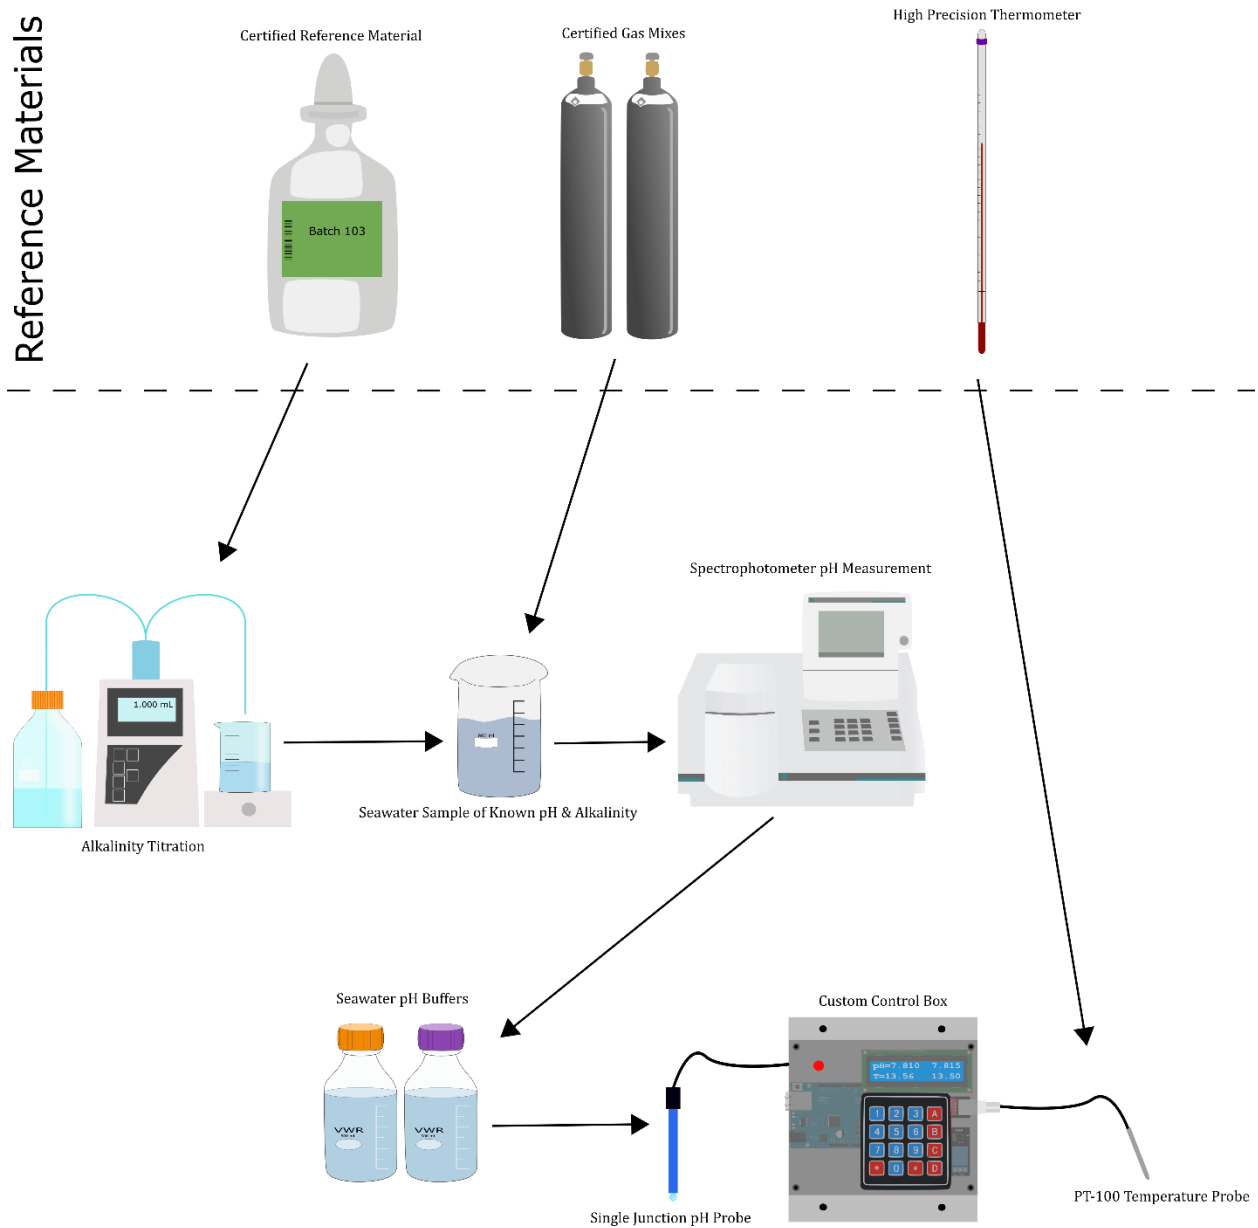 Reference Materials
Certified Reference Material
Certified Gas Mixes
High Precision Thermometer
Batch 103
Spectrophotometer pH Measurement
1.000 mL
Seawater Sample of Known pH & Alkalinity
Alkalinity Titration
Seawater pH Buffers
Custom Control Box
pH=7.810 7.815
T=13.56 13.50
VWR
VWR
1 2 3 A
4 5 6 B
7 8 9 C
* 0 * D
Single Junction pH Probe
PT-100 Temperature Probe